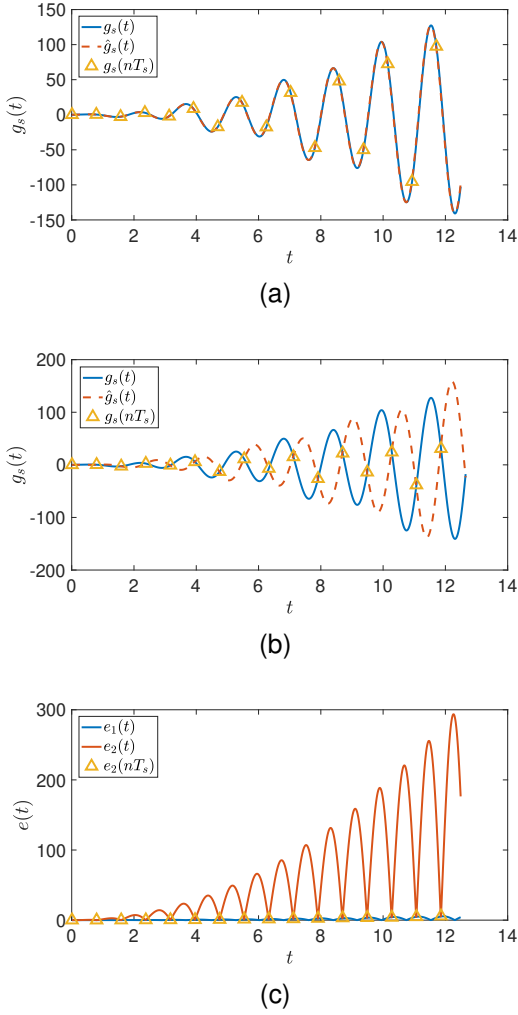 150
100
50
0
-50
-100
-150
g_s(t)
g_s(t)
ĝ_s(t)
g_s(nT_s)
0 2 4 6 8 10 12 14
t
(a)
200
100
0
-100
-200
g_s(t)
g_s(t)
ĝ_s(t)
g_s(nT_s)
0 2 4 6 8 10 12 14
t
(b)
300
200
100
0
e(t)
e_1(t)
e_2(t)
e_2(nT_s)
0 2 4 6 8 10 12 14
t
(c)